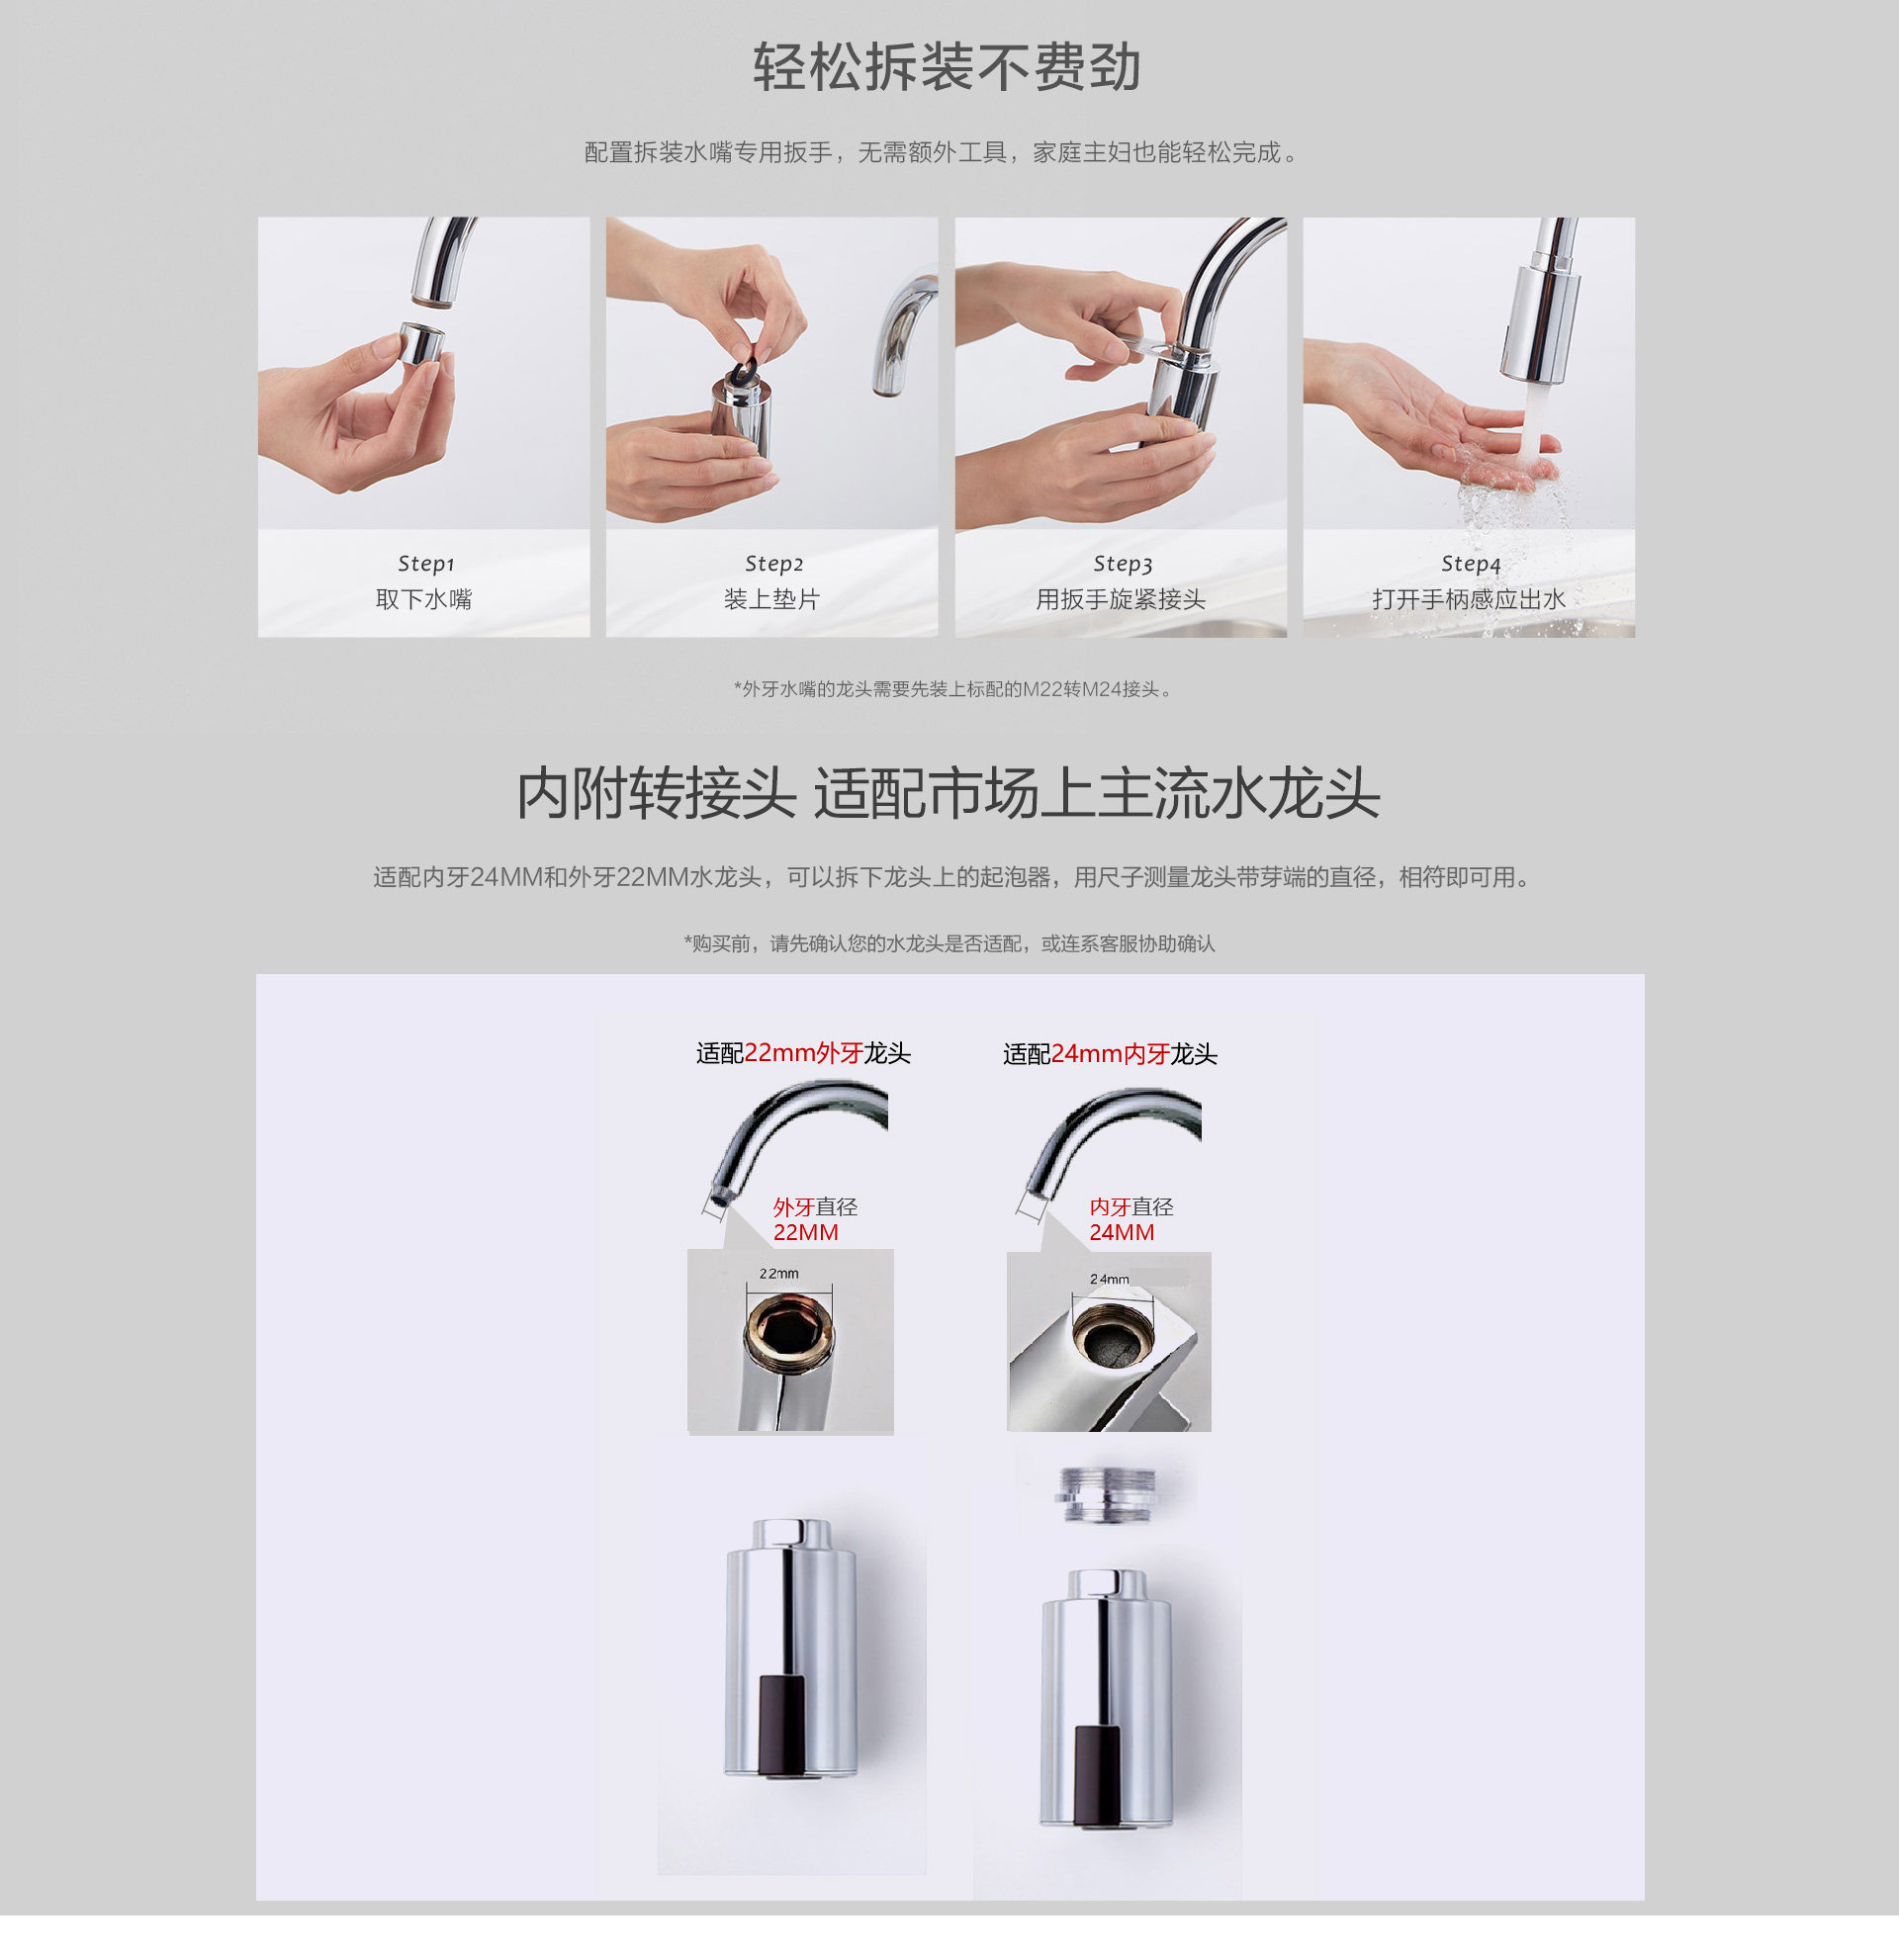 轻松拆装不费劲
配置拆装水嘴专用扳手，无需额外工具，家庭主妇也能轻松完成。
Step1
取下水嘴
Step2
装上垫片
Step3
用扳手旋紧接头
Step4
打开手柄感应出水
*外牙水嘴的龙头需要先装上标配的M22转M24接头。
内附转接头 适配市场上主流水龙头
适配内牙24MM和外牙22MM水龙头，可以拆下龙头上的起泡器，用尺子测量龙头带芽端的直径，相符即可用。
*购买前，请先确认您的水龙头是否适配，或连系客服协助确认
适配22mm外牙龙头
外牙直径
22MM
22mm
适配24mm内牙龙头
内牙直径
24MM
24mm